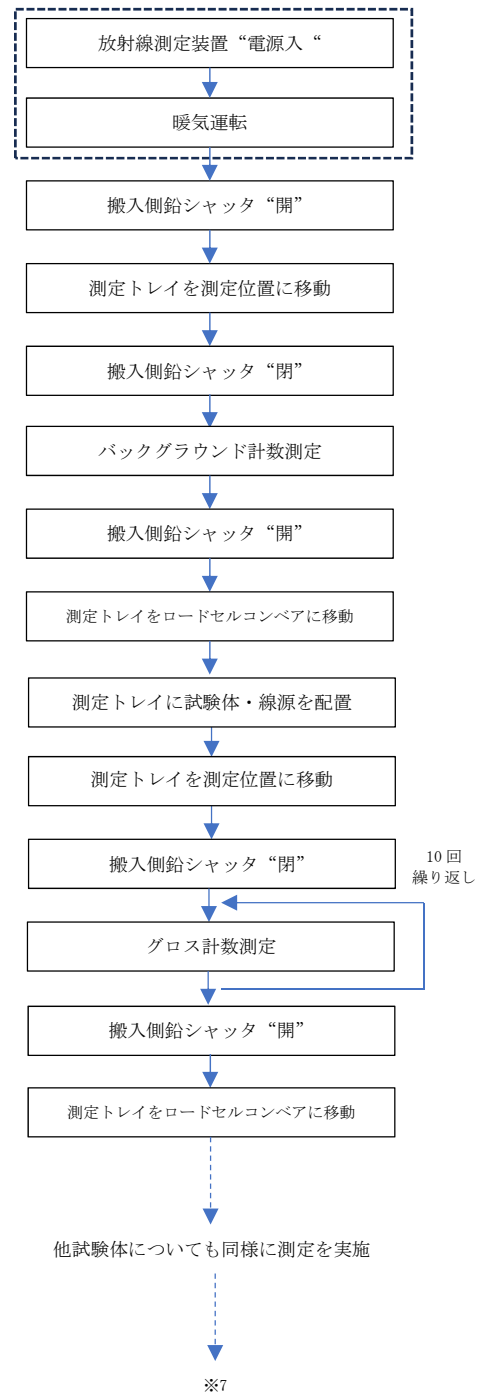 放射線測定装置“電源入“
暖気運転
搬入側鉛シャッタ“開”
測定トレイを測定位置に移動
搬入側鉛シャッタ“閉”
バックグラウンド計数測定
搬入側鉛シャッタ“開”
測定トレイをロードセルコンベアに移動
測定トレイに試験体・線源を配置
測定トレイを測定位置に移動
搬入側鉛シャッタ“閉”
10 回
繰り返し
グロス計数測定
搬入側鉛シャッタ“開”
測定トレイをロードセルコンベアに移動
他試験体についても同様に測定を実施
※7